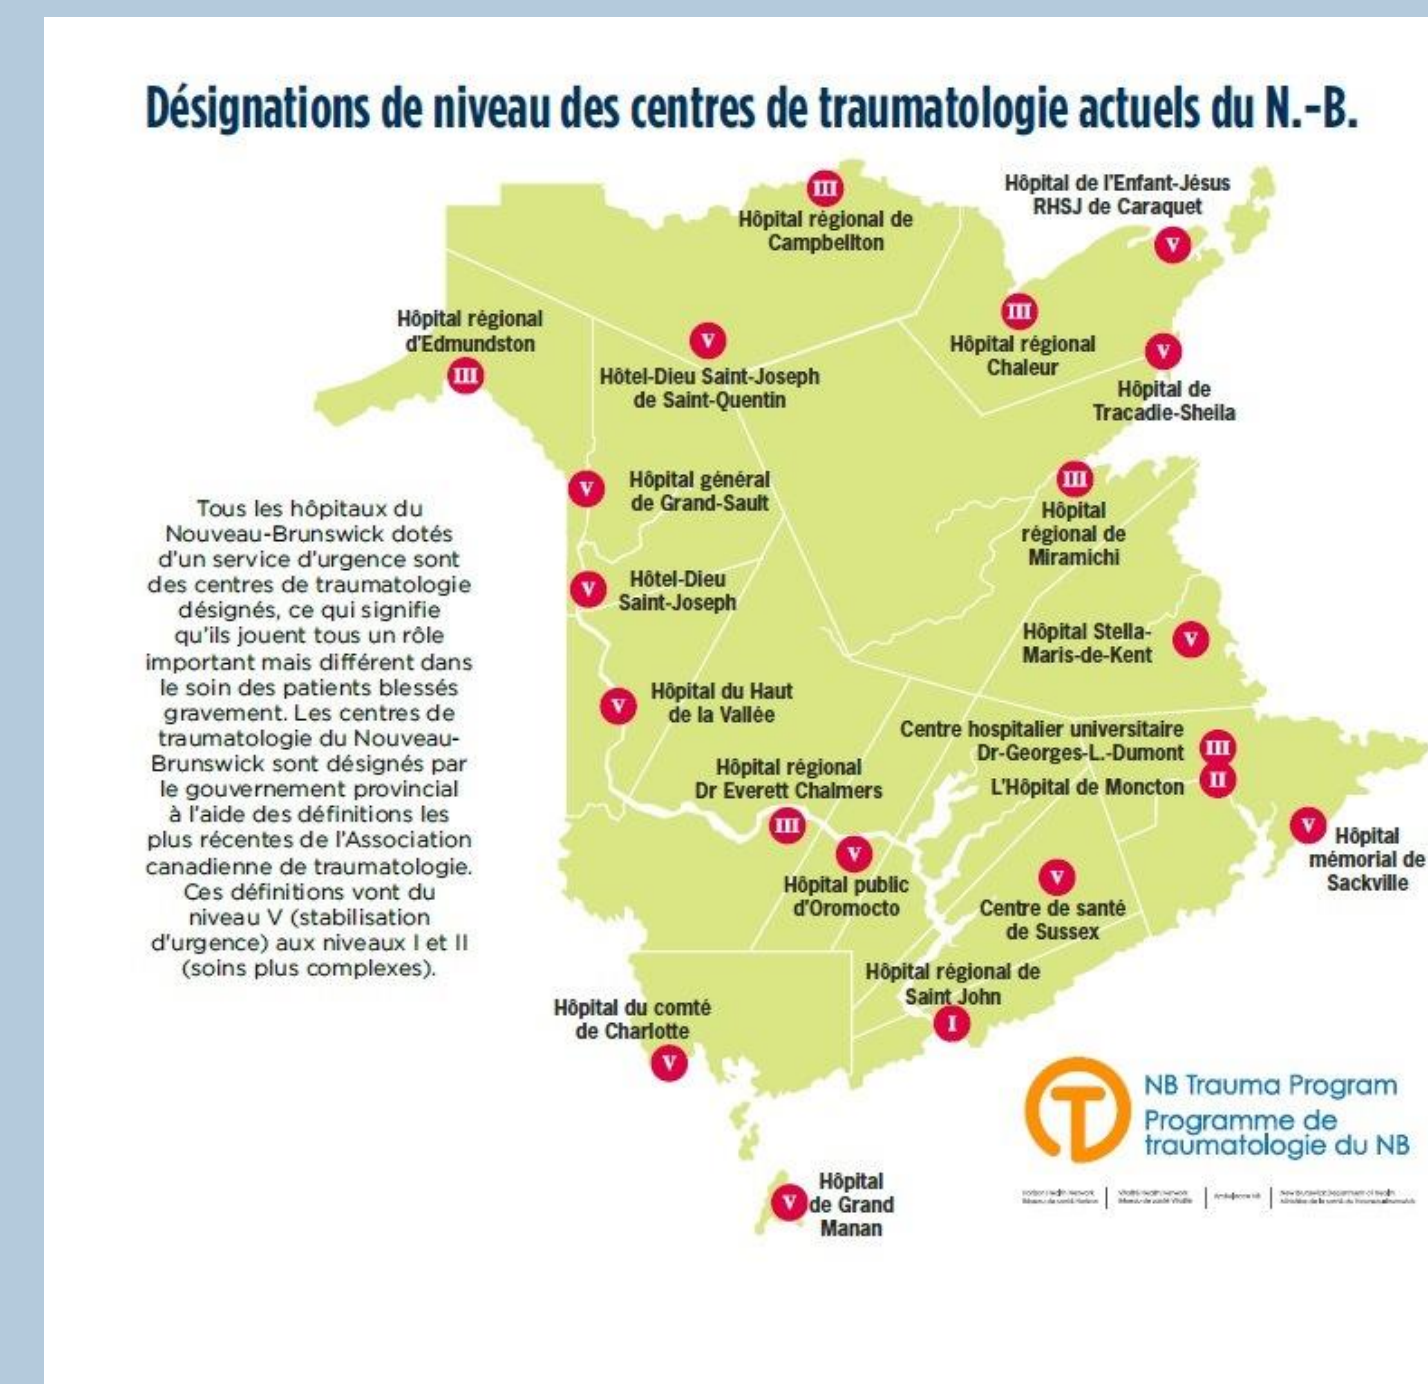 Désignations de niveau des centres de traumatologie actuels du N.-B.
III
Hôpital régional de
Campbellton
Hôpital de l'Enfant-Jésus
RHSJ de Caraquet
V
Hôpital régional
d'Edmundston
III
V
Hôtel-Dieu Saint-Joseph
de Saint-Quentin
III
Hôpital régional
Chaleur
V
Hôpital de
Tracadie-Sheila
V
Hôpital général
de Grand-Sault
III
Hôpital
régional de
Miramichi
Tous les hôpitaux du
Nouveau-Brunswick dotés
d'un service d'urgence sont
des centres de traumatologie
désignés, ce qui signifie
qu'ils jouent tous un rôle
important mais différent dans
le soin des patients blessés
gravement. Les centres de
traumatologie du Nouveau-
Brunswick sont désignés par
le gouvernement provincial
à l'aide des définitions les
plus récentes de l'Association
canadienne de traumatologie.
Ces définitions vont du
niveau V (stabilisation
d'urgence) aux niveaux I et II
(soins plus complexes).
V
Hôtel-Dieu
Saint-Joseph
Hôpital Stella-
Maris-de-Kent
V
V
Hôpital du Haut
de la Vallée
Centre hospitalier universitaire
Dr-Georges-L.-Dumont
III
L'Hôpital de Moncton
II
Hôpital régional
Dr Everett Chalmers
III
V
Hôpital public
d'Oromocto
V
Hôpital
mémorial de
Sackville
V
Centre de santé
de Sussex
Hôpital régional de
Saint John
I
Hôpital du comté
de Charlotte
V
V
Hôpital
de Grand
Manan
NB Trauma Program
Programme de
traumatologie du NB